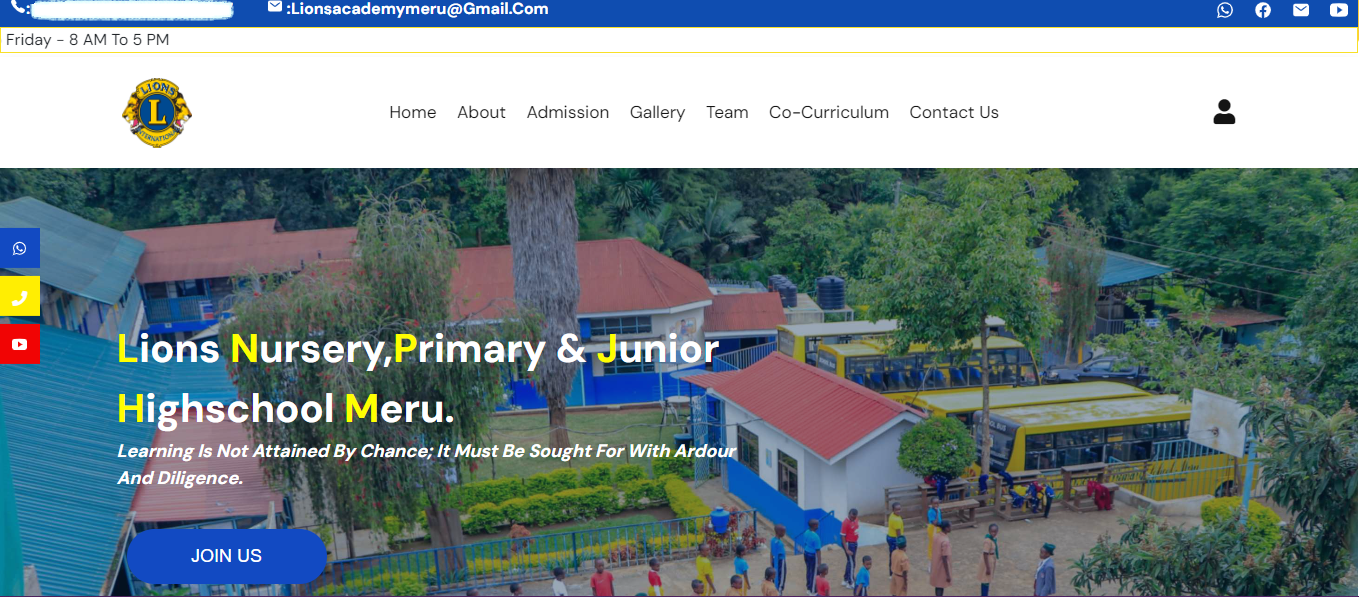 : :Lionsacademymeru@Gmail.Com
Friday - 8 AM To 5 PM
LIONS
L
INTERNATIONAL
Home About Admission Gallery Team Co-Curriculum Contact Us
Lions Nursery,Primary & Junior
Highschool Meru.
Learning Is Not Attained By Chance; It Must Be Sought For With Ardour
And Diligence.
JOIN US